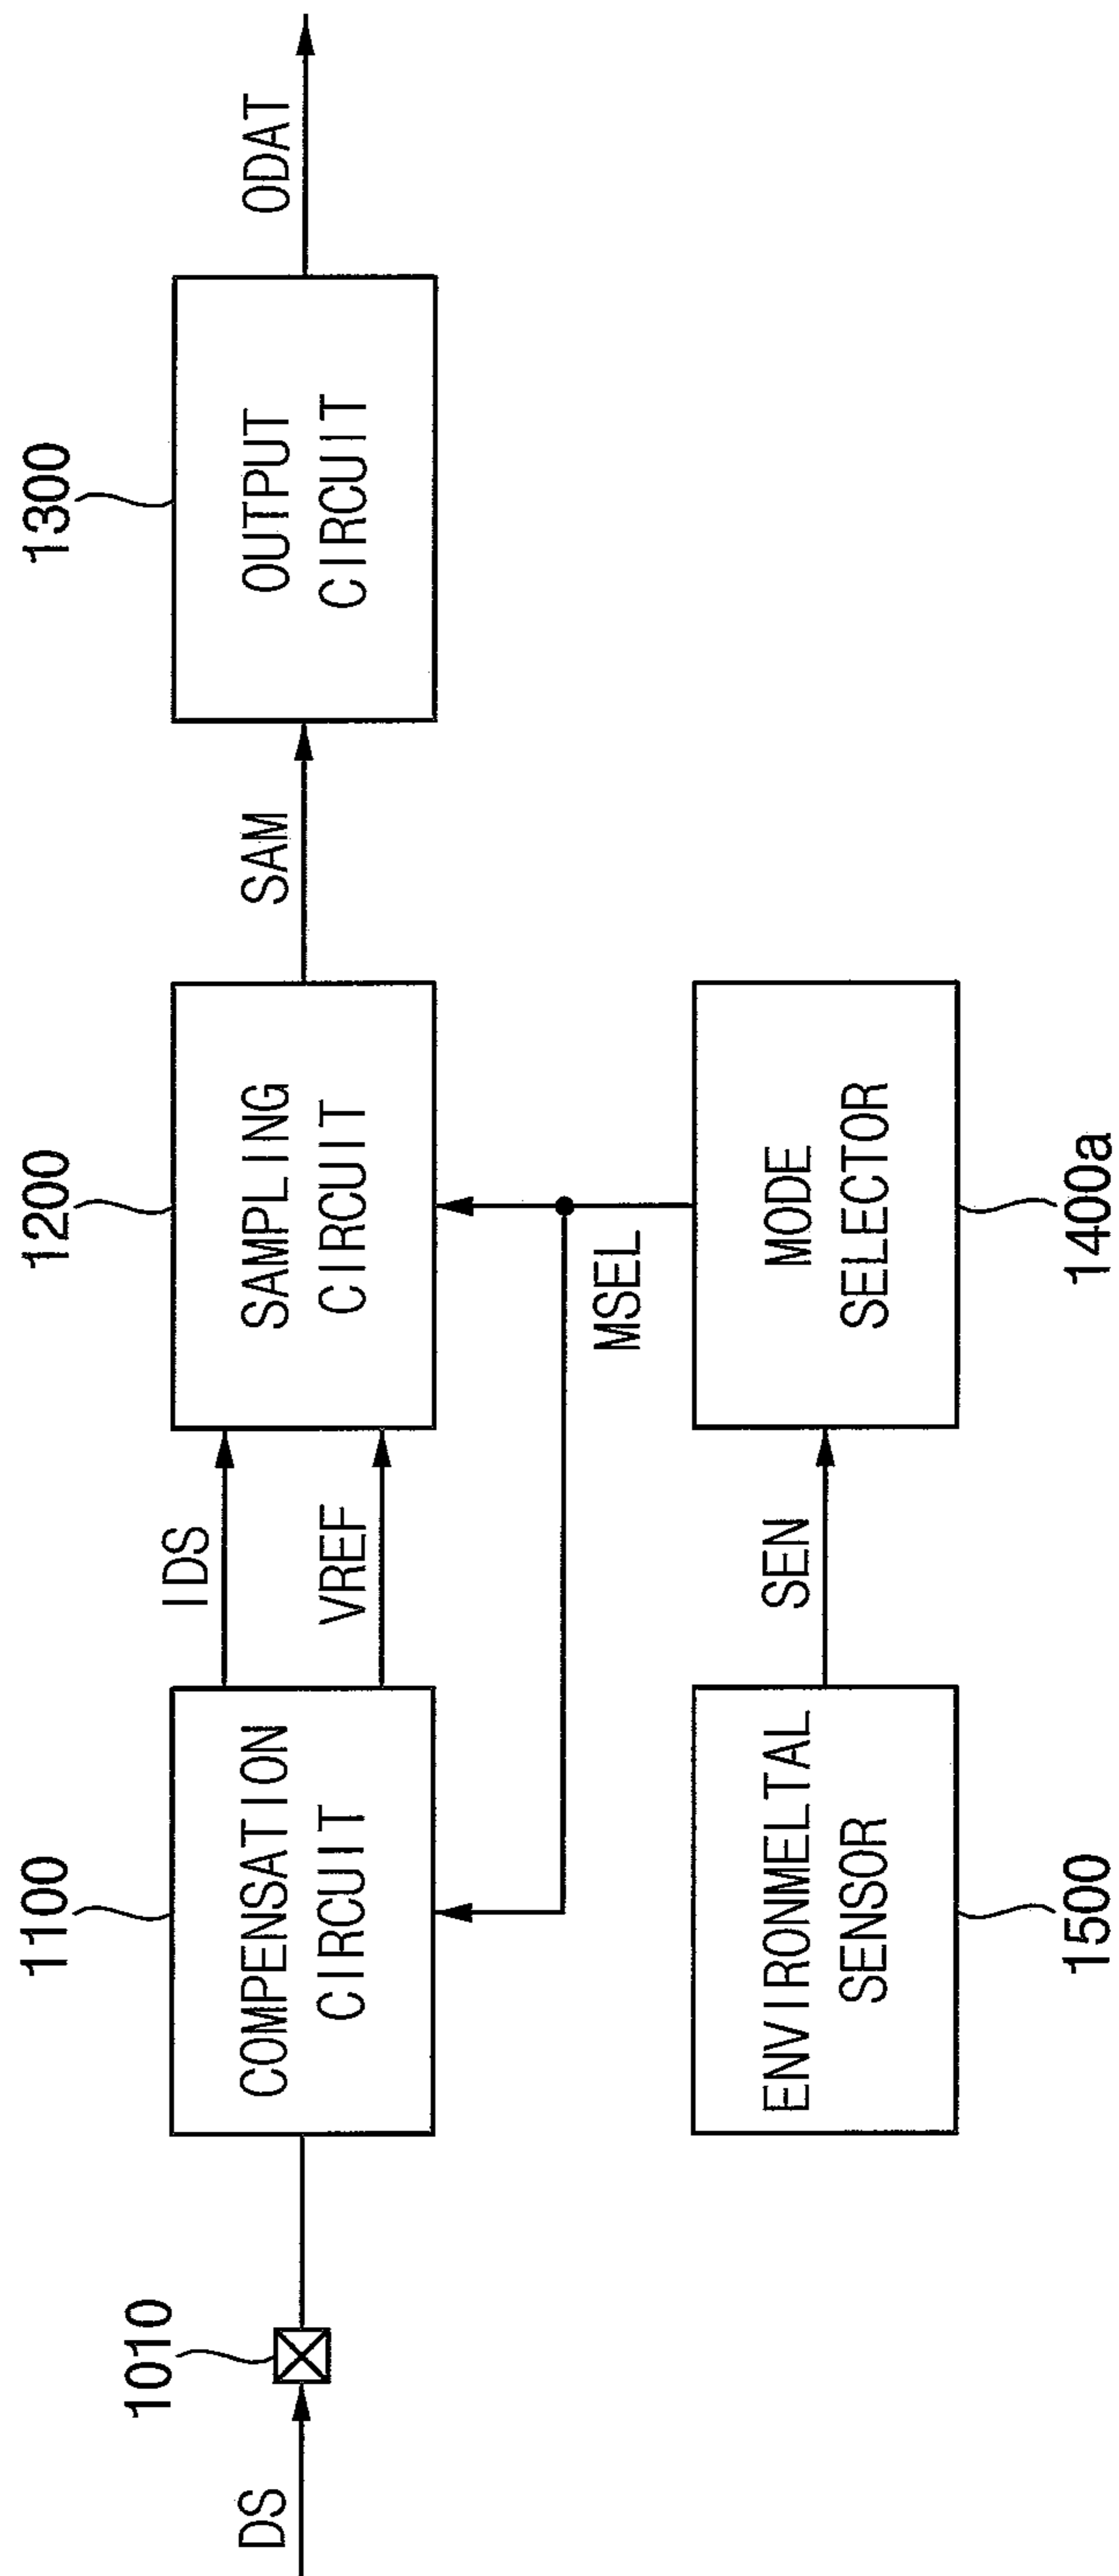 DS
1010
1100
COMPENSATION
CIRCUIT
IDS
VREF
1200
SAMPLING
CIRCUIT
SAM
1300
OUTPUT
CIRCUIT
ODAT
MSEL
ENVIRONMELTAL
SENSOR
1500
SEN
MODE
SELECTOR
1400a